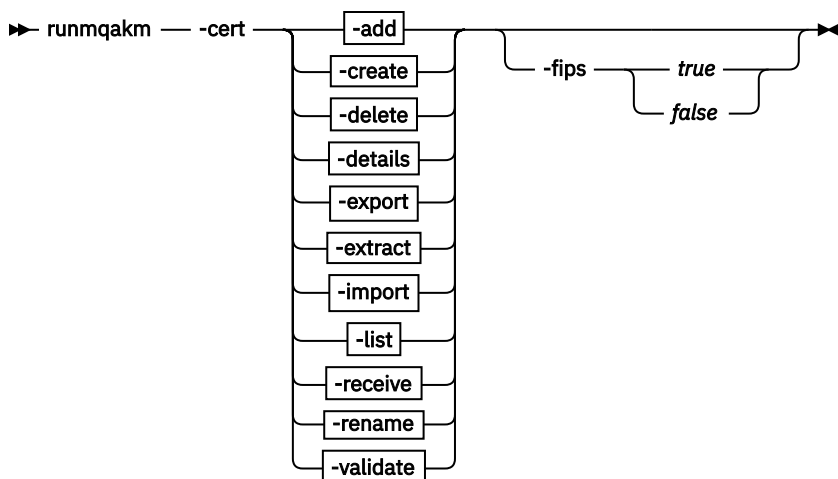 runmqakm -cert -add
-create -fips true
-delete false
-details
-export
-extract
-import
-list
-receive
-rename
-validate